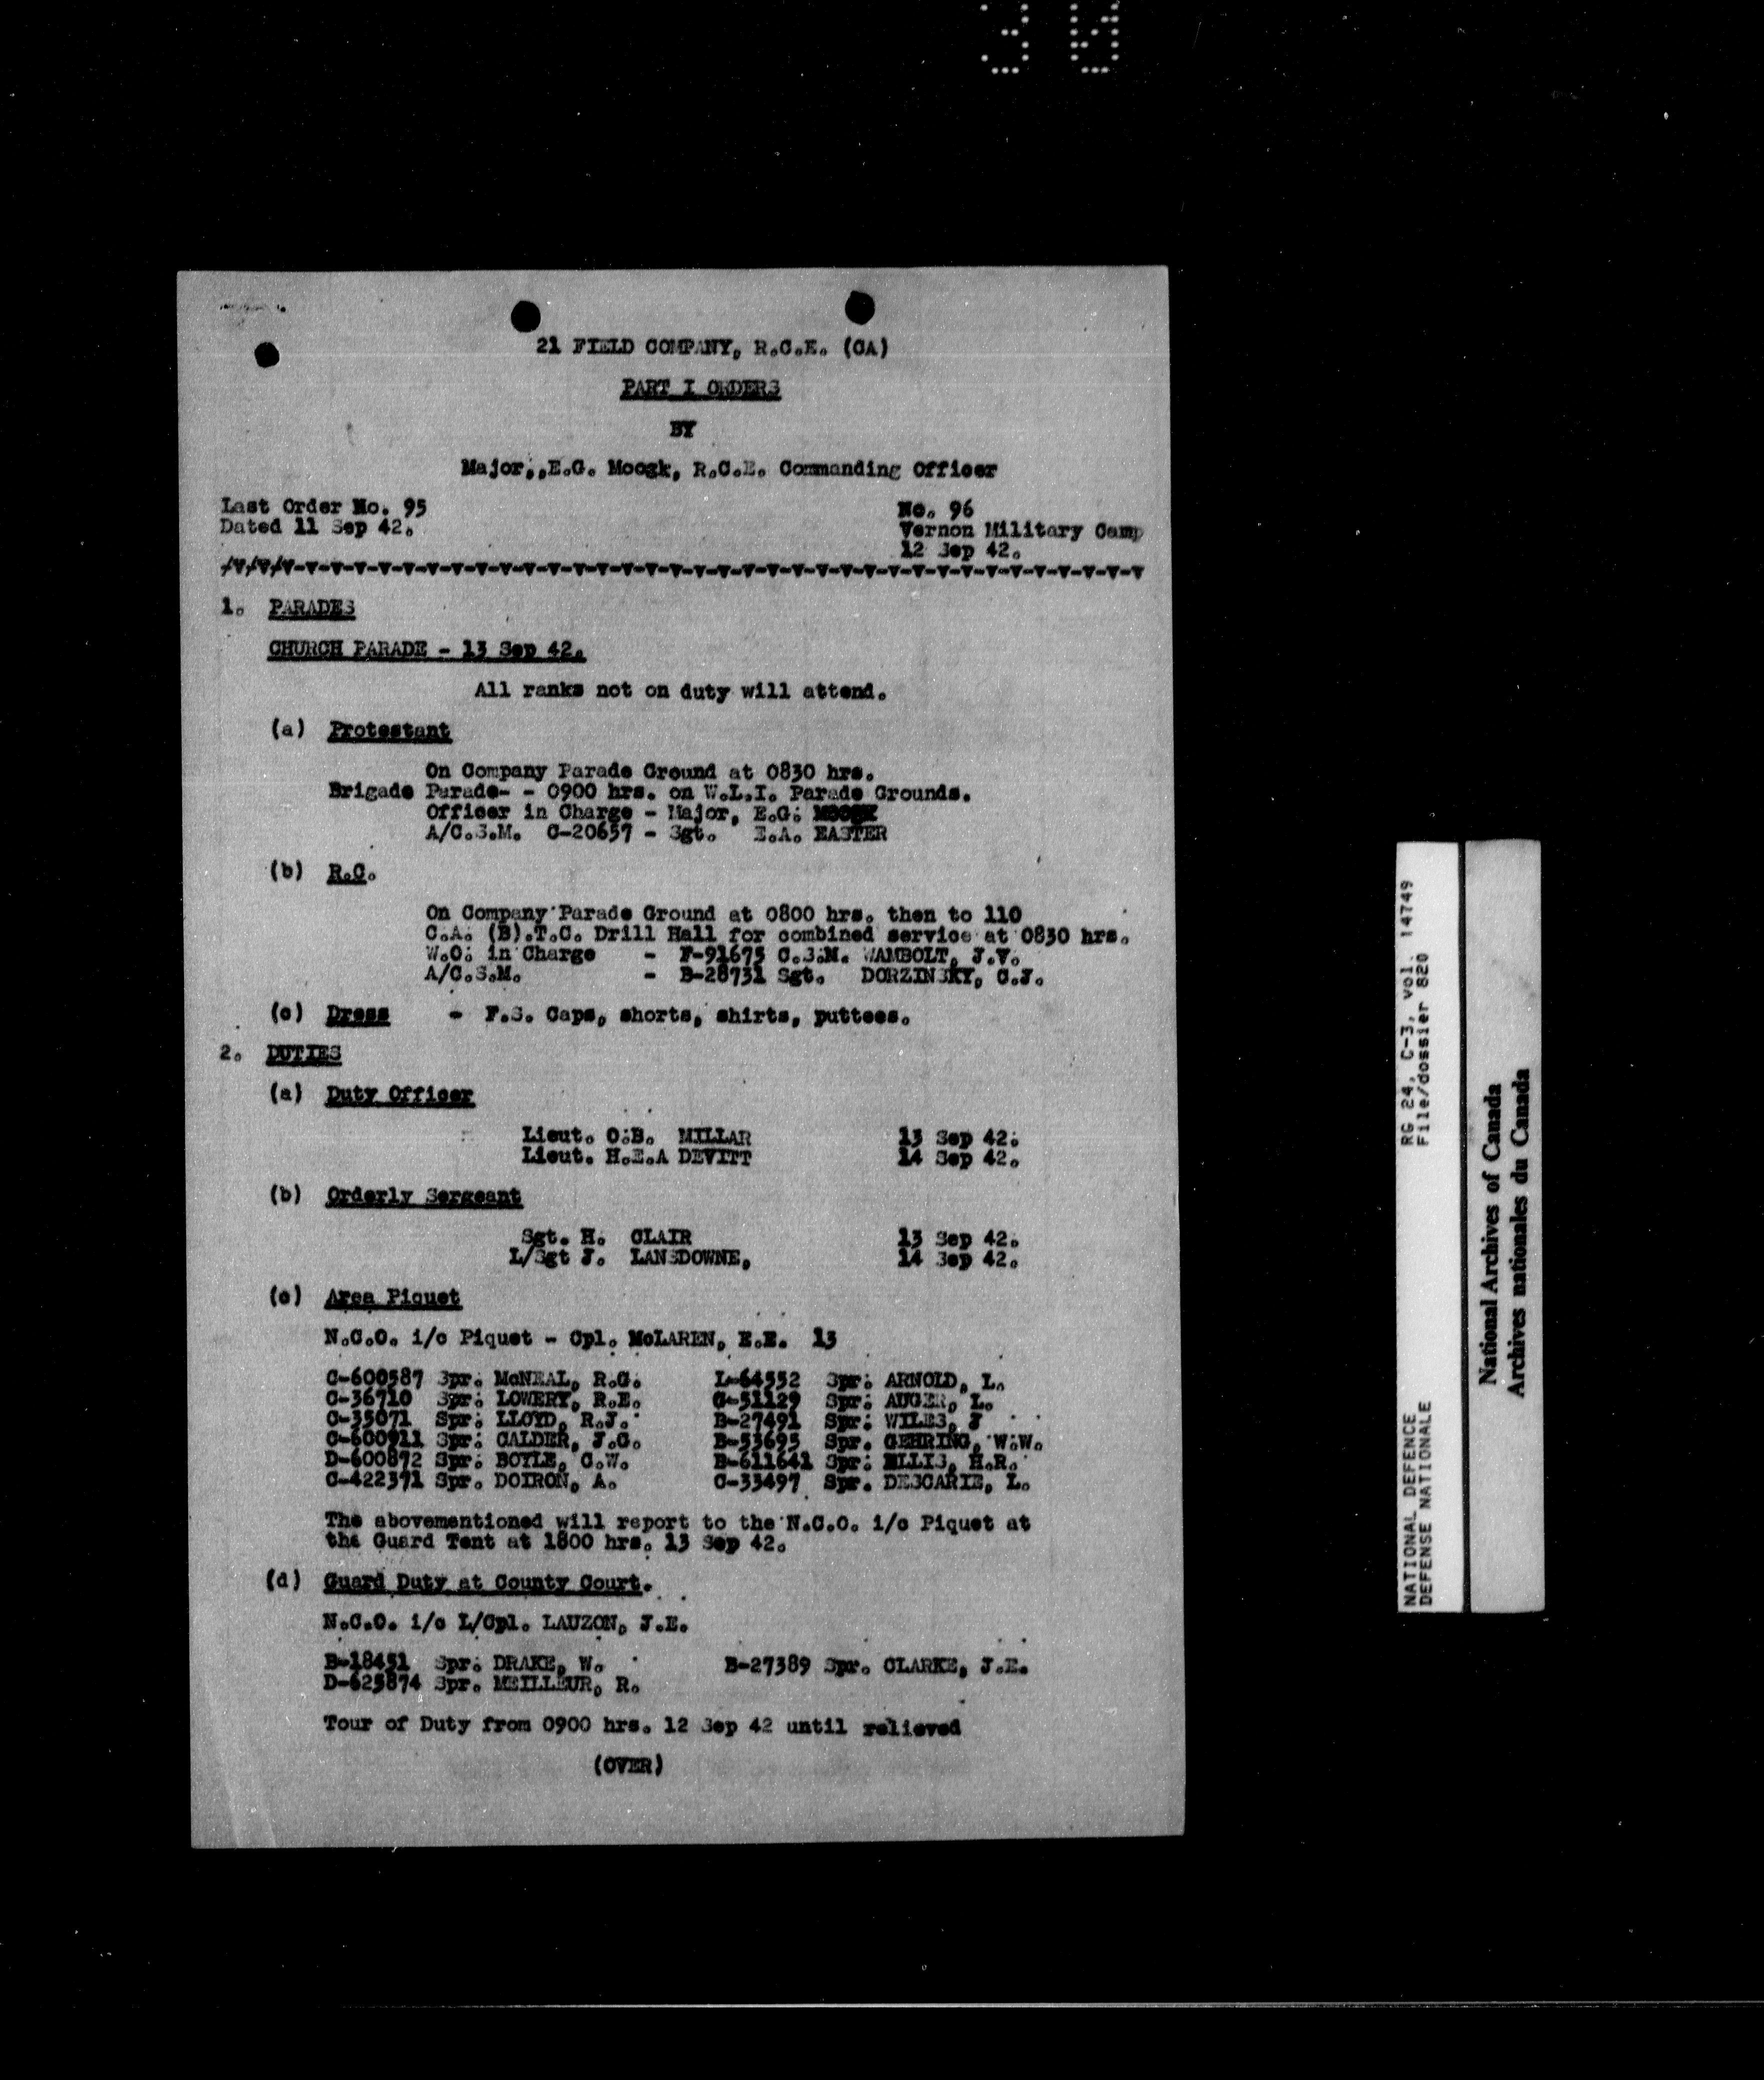 21 FIELD COMPANY, R.C.E. (CA)
PART I ORDERS
BY
Major,,E.G. Moogk, R.C.E. Commanding Officer
Last Order No. 95
Dated 11 Sep 42.
No. 96
Vernon Military Camp
12 Sep 42.
1. PARADES
CHURCH PARADE - 13 Sep 42.
All ranks not on duty will attend.
(a) Protestant
On Company Parade Ground at 0830 hrs.
Brigade Parade- - 0900 hrs. on W.L.I. Parade Grounds.
Officer in Charge - Major, E.G. MOOGK
A/C.S.M. C-20657 - Sgt. E.A. EASTER
(b) R.C.
On Company Parade Ground at 0800 hrs. then to 110
C.A. (B).T.C. Drill Hall for combined service at 0830 hrs.
W.O. in Charge - F-91675 C.S.M. WAMBOLT, J.V.
A/C.S.M. - B-28731 Sgt. DORZINSKY, C.J.
(c) Dress - F.S. Caps, shorts, shirts, puttees.
2. DUTIES
(a) Duty Officer
Lieut. O.B. MILLAR 13 Sep 42.
Lieut. H.E.A DEVITT 14 Sep 42.
(b) Orderly Sergeant
Sgt. H. CLAIR 13 Sep 42.
L/Sgt J. LANSDOWNE, 14 Sep 42.
(c) Area Piquet
N.C.O. i/c Piquet - Cpl. McLAREN, E.E. 13
C-600587 Spr. McNEAL, R.G. L-64552 Spr. ARNOLD, L.
C-36710 Spr. LOWERY, R.E. G-51129 Spr. AUGER, L.
C-35071 Spr. LLOYD, R.J. B-27491 Spr. WILES, J
C-600911 Spr. CALDER, J.G. B-53695 Spr. GEHRING, W.W.
D-600872 Spr. BOYLE, C.W. B-611641 Spr. ELLIS, H.R.
C-422371 Spr. DOIRON, A. C-33497 Spr. DESCARIE, L.
The abovementioned will report to the N.C.O. i/c Piquet at
the Guard Tent at 1800 hrs. 13 Sep 42.
(d) Guard Duty at County Court.
N.C.O. i/c L/Cpl. LAUZON, J.E.
B-18451 Spr. DRAKE, W. B-27389 Spr. CLARKE, J.E.
D-625874 Spr. MEILLEUR, R.
Tour of Duty from 0900 hrs. 12 Sep 42 until relieved
(OVER)
NATIONAL DEFENCE RG 24, C-3, vol. 14749
DEFENSE NATIONALE File/dossier 820
National Archives of Canada
Archives nationales du Canada